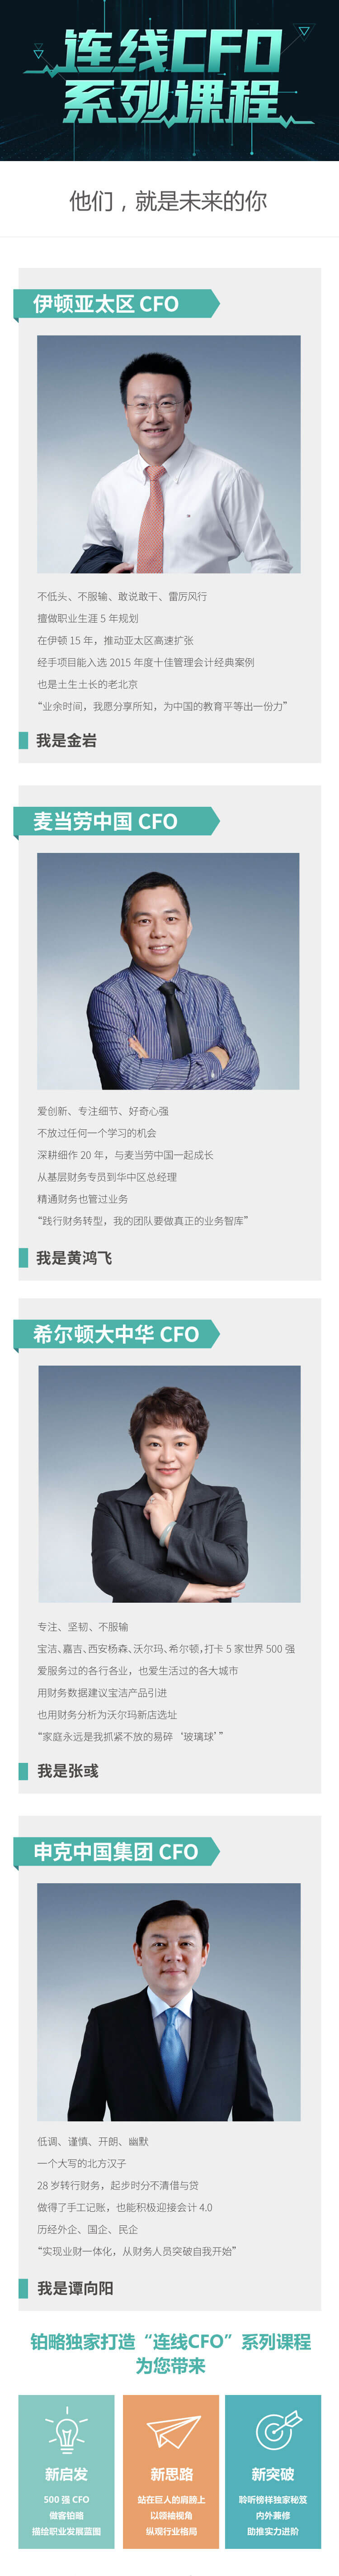 连线CFO
系列课程
他们，就是未来的你
伊顿亚太区 CFO
不低头、不服输、敢说敢干、雷厉风行
擅做职业生涯 5 年规划
在伊顿 15 年，推动亚太区高速扩张
经手项目能入选 2015 年度十佳管理会计经典案例
也是土生土长的老北京
“业余时间，我愿分享所知，为中国的教育平等出一份力”
我是金岩
麦当劳中国 CFO
爱创新、专注细节、好奇心强
不放过任何一个学习的机会
深耕细作 20 年，与麦当劳中国一起成长
从基层财务专员到华中区总经理
精通财务也管过业务
“践行财务转型，我的团队要做真正的业务智库”
我是黄鸿飞
希尔顿大中华 CFO
专注、坚韧、不服输
宝洁、嘉吉、西安杨森、沃尔玛、希尔顿，打卡 5 家世界 500 强
爱服务过的各行各业，也爱生活过的各大城市
用财务数据建议宝洁产品引进
也用财务分析为沃尔玛新店选址
“家庭永远是我抓紧不放的易碎‘玻璃球’”
我是张彧
申克中国集团 CFO
低调、谨慎、开朗、幽默
一个大写的北方汉子
28 岁转行财务，起步时分不清借与贷
做得了手工记账，也能积极迎接会计 4.0
历经外企、国企、民企
“实现业财一体化，从财务人员突破自我开始”
我是谭向阳
铂略独家打造“连线CFO”系列课程
为您带来
新启发
500 强 CFO
做客铂略
描绘职业发展蓝图
新思路
站在巨人的肩膀上
以领袖视角
纵观行业格局
新突破
聆听榜样独家秘笈
内外兼修
助推实力进阶